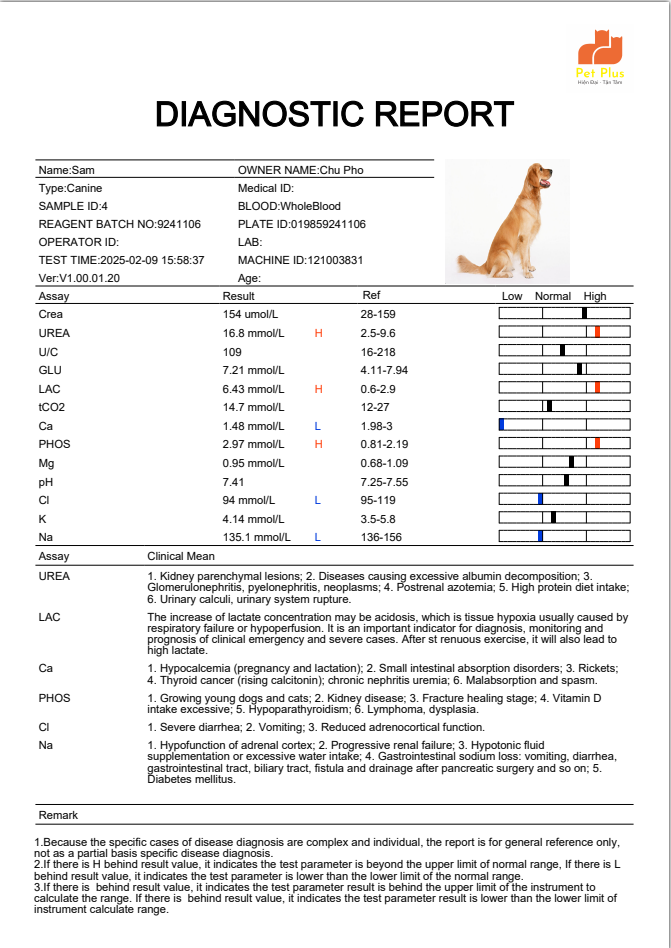 Pet Plus
Hiện Đại - Tận Tâm
DIAGNOSTIC REPORT
Name:Sam OWNER NAME:Chu Pho
Type:Canine Medical ID:
SAMPLE ID:4 BLOOD:WholeBlood
REAGENT BATCH NO:9241106 PLATE ID:019859241106
OPERATOR ID: LAB:
TEST TIME:2025-02-09 15:58:37 MACHINE ID:121003831
Ver:V1.00.01.20 Age:
Assay Result Ref Low Normal High
Crea 154 umol/L 28-159
UREA 16.8 mmol/L H 2.5-9.6
U/C 109 16-218
GLU 7.21 mmol/L 4.11-7.94
LAC 6.43 mmol/L H 0.6-2.9
tCO2 14.7 mmol/L 12-27
Ca 1.48 mmol/L L 1.98-3
PHOS 2.97 mmol/L H 0.81-2.19
Mg 0.95 mmol/L 0.68-1.09
pH 7.41 7.25-7.55
Cl 94 mmol/L L 95-119
K 4.14 mmol/L 3.5-5.8
Na 135.1 mmol/L L 136-156
Assay Clinical Mean
UREA 1. Kidney parenchymal lesions; 2. Diseases causing excessive albumin decomposition; 3.
Glomerulonephritis, pyelonephritis, neoplasms; 4. Postrenal azotemia; 5. High protein diet intake;
6. Urinary calculi, urinary system rupture.
LAC The increase of lactate concentration may be acidosis, which is tissue hypoxia usually caused by
respiratory failure or hypoperfusion. It is an important indicator for diagnosis, monitoring and
prognosis of clinical emergency and severe cases. After st renuous exercise, it will also lead to
high lactate.
Ca 1. Hypocalcemia (pregnancy and lactation); 2. Small intestinal absorption disorders; 3. Rickets;
4. Thyroid cancer (rising calcitonin); chronic nephritis uremia; 6. Malabsorption and spasm.
PHOS 1. Growing young dogs and cats; 2. Kidney disease; 3. Fracture healing stage; 4. Vitamin D
intake excessive; 5. Hypoparathyroidism; 6. Lymphoma, dysplasia.
Cl 1. Severe diarrhea; 2. Vomiting; 3. Reduced adrenocortical function.
Na 1. Hypofunction of adrenal cortex; 2. Progressive renal failure; 3. Hypotonic fluid
supplementation or excessive water intake; 4. Gastrointestinal sodium loss: vomiting, diarrhea,
gastrointestinal tract, biliary tract, fistula and drainage after pancreatic surgery and so on; 5.
Diabetes mellitus.
Remark
1.Because the specific cases of disease diagnosis are complex and individual, the report is for general reference only,
not as a partial basis specific disease diagnosis.
2.If there is H behind result value, it indicates the test parameter is beyond the upper limit of normal range, If there is L
behind result value, it indicates the test parameter is lower than the lower limit of the normal range.
3.If there is  behind result value, it indicates the test parameter result is behind the upper limit of the instrument to
calculate the range. If there is  behind result value, it indicates the test parameter result is lower than the lower limit of
instrument calculate range.